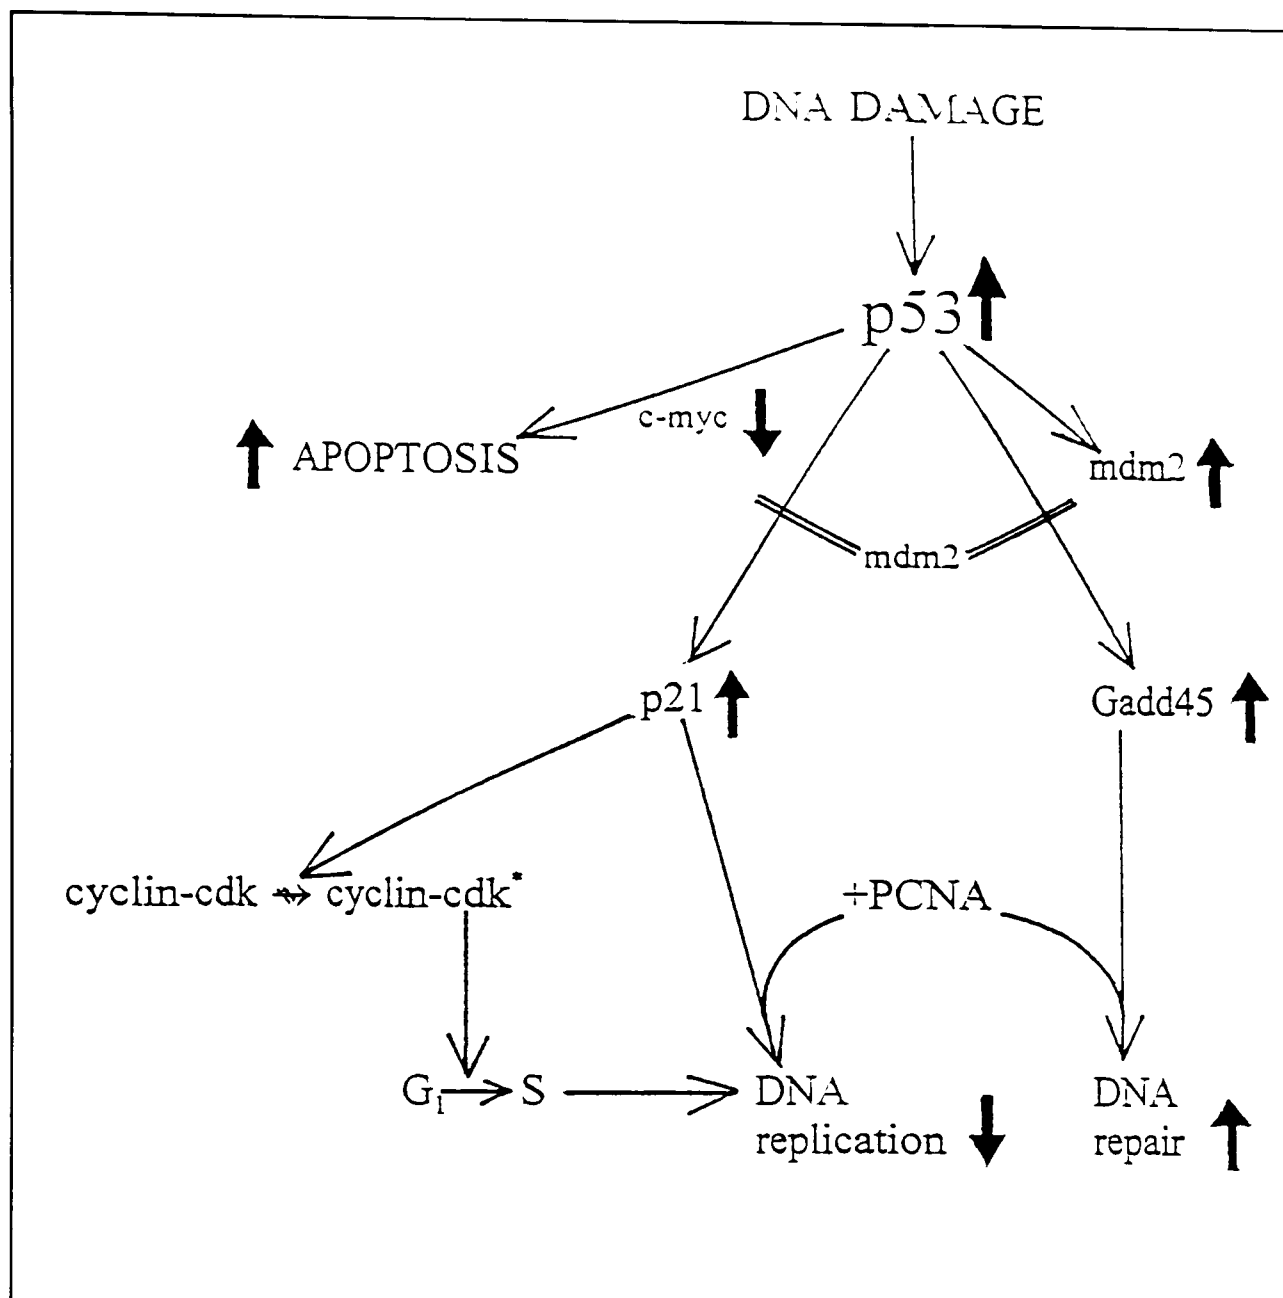 DNA DAMAGE
p53
c-myc
APOPTOSIS
mdm2
mdm2
p21
Gadd45
cyclin-cdk ↛ cyclin-cdk*
+PCNA
G₁→S
DNA
replication
DNA
repair